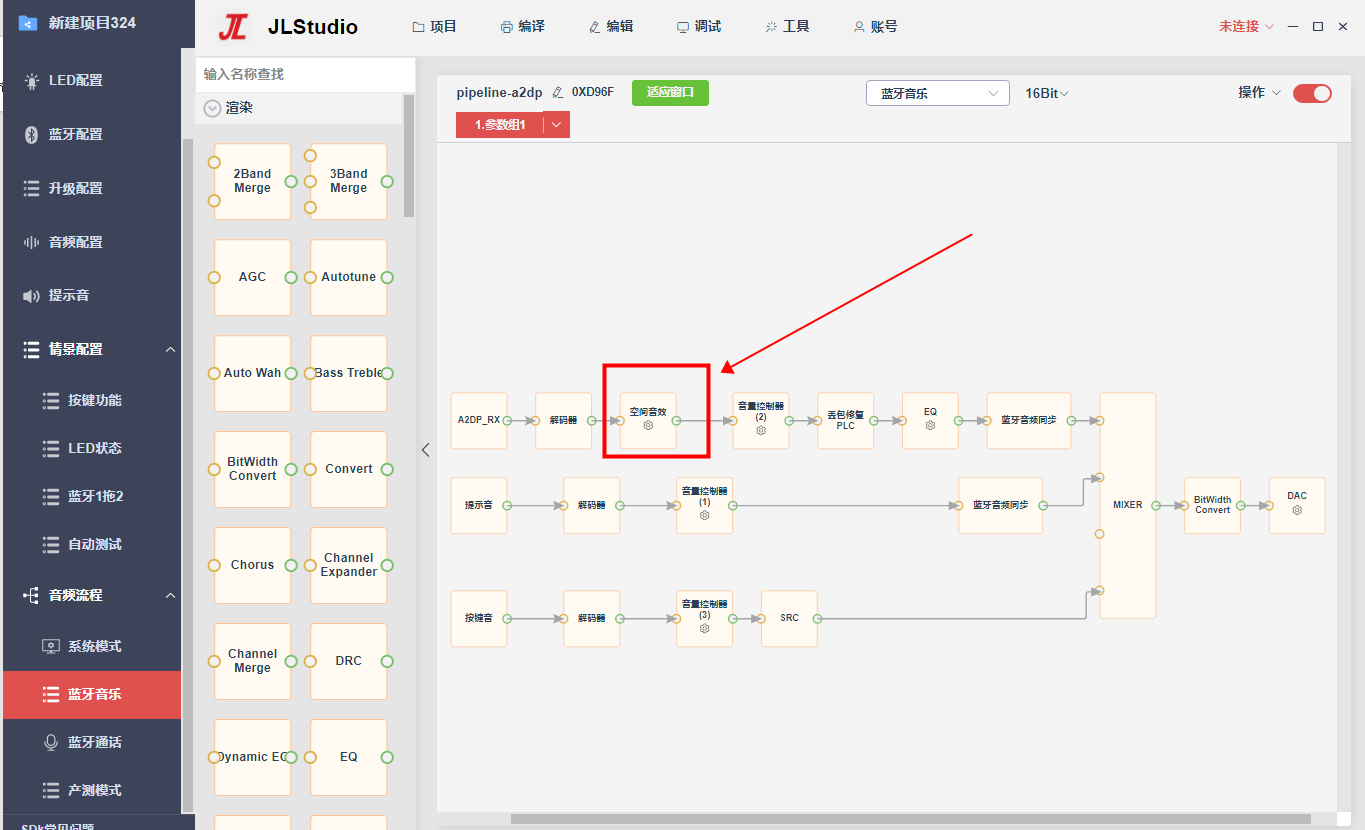 新建项目324
LED配置
蓝牙配置
升级配置
音频配置
提示音
情景配置
按键功能
LED状态
蓝牙1拖2
自动测试
音频流程
系统模式
蓝牙音乐
蓝牙通话
产测模式
SDk常见问题
JL JLStudio
项目
编译
编辑
调试
工具
账号
未连接
输入名称查找
渲染
2Band
Merge
3Band
Merge
AGC
Autotune
Auto Wah
Bass Treble
BitWidth
Convert
Convert
Chorus
Channel
Expander
Channel
Merge
DRC
Dynamic EQ
EQ
pipeline-a2dp
0XD96F
适应窗口
蓝牙音乐
16Bit
操作
1.参数组1
A2DP_RX
解码器
空间音效
音量控制器
(2)
丢包修复
PLC
EQ
蓝牙音频同步
提示音
解码器
音量控制器
(1)
蓝牙音频同步
MIXER
BitWidth
Convert
DAC
按键音
解码器
音量控制器
(3)
SRC